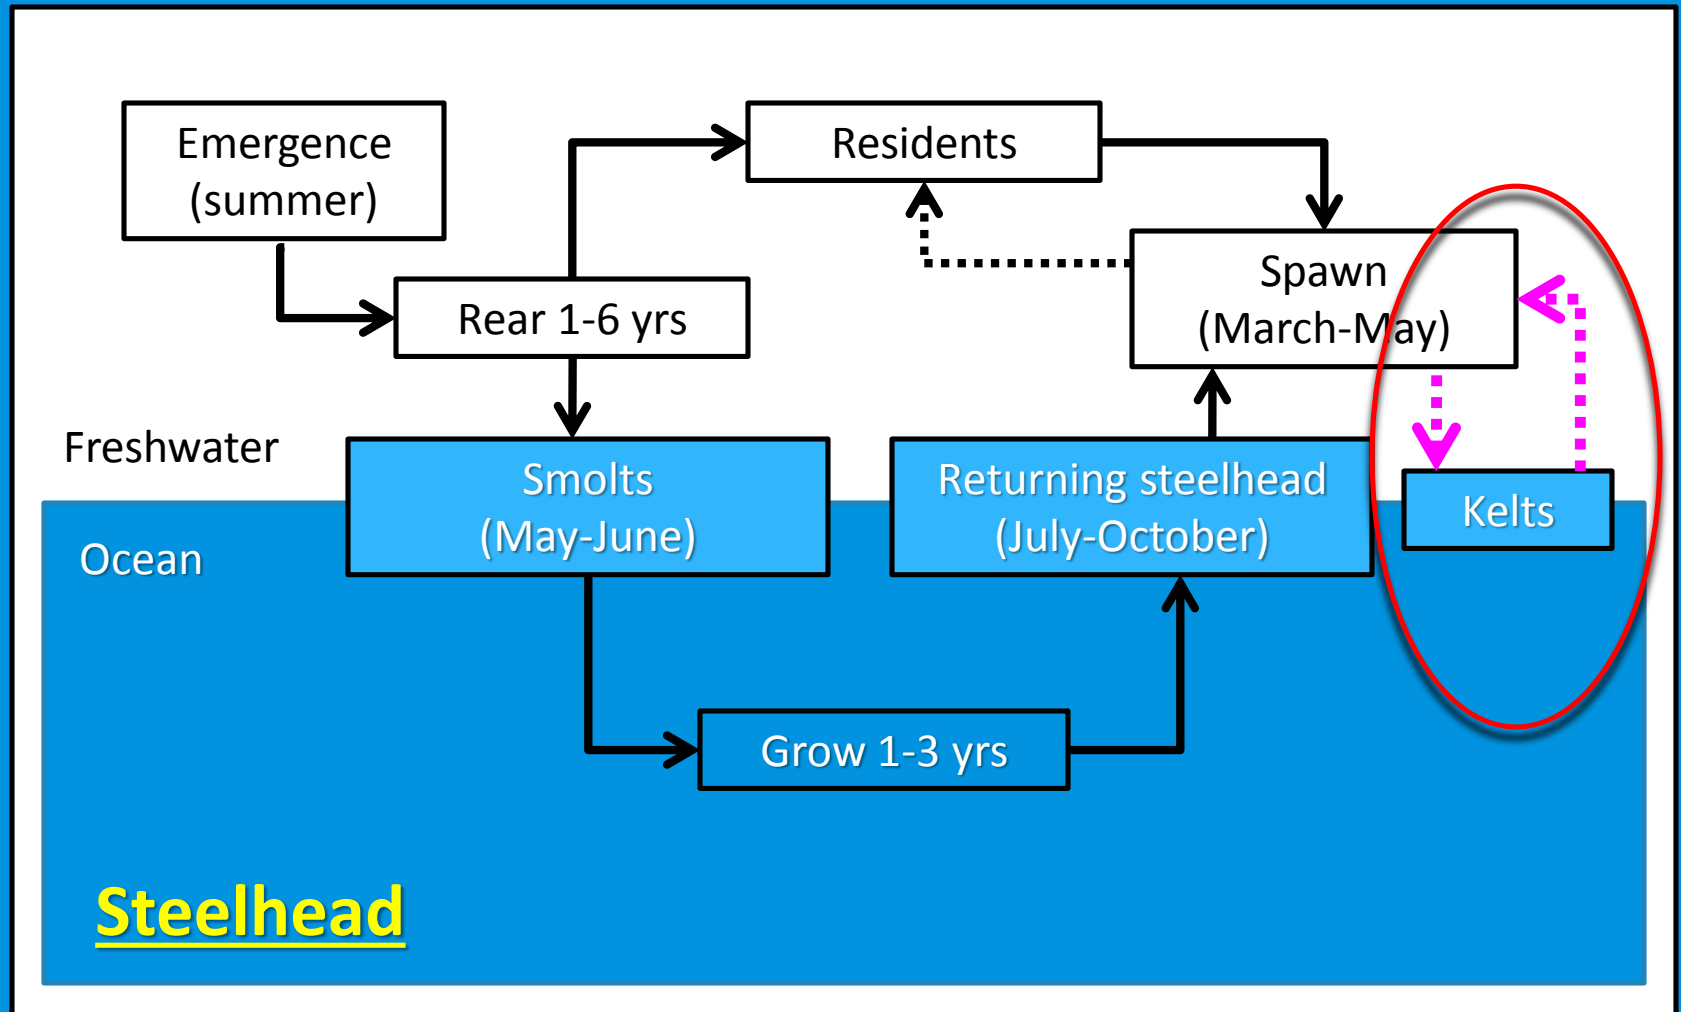 Emergence
(summer)
Residents
Rear 1-6 yrs
Spawn
(March-May)
Freshwater
Smolts
(May-June)
Returning steelhead
(July-October)
Kelts
Ocean
Grow 1-3 yrs
Steelhead